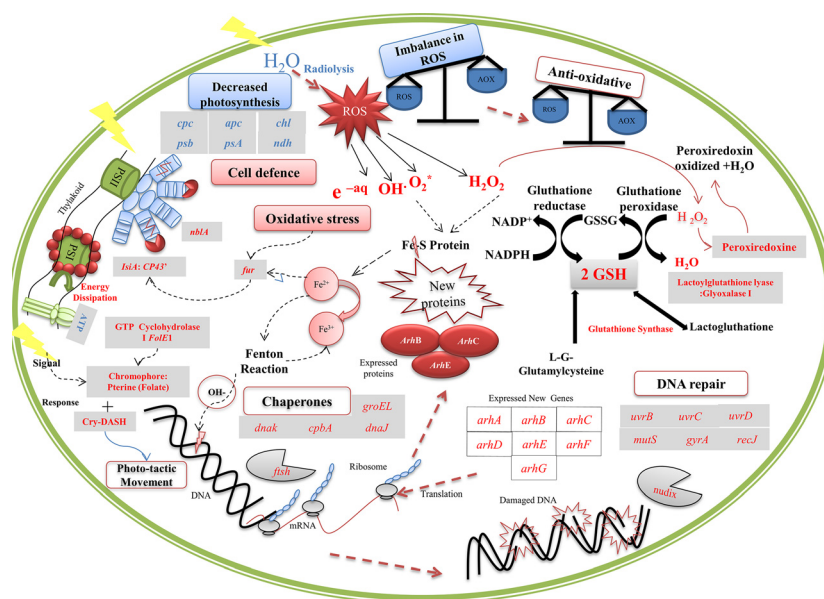 H₂O
Radiolysis
Imbalance in
ROS
ROS
AOX
Anti-oxidative
ROS
AOX
Decreased
photosynthesis
cpc
apc
chl
psb
psA
ndh
ROS
Cell defence
e ⁻aq
OH·
O₂*
H₂O₂
Peroxiredoxin
oxidized +H₂O
Thylakoid
PSII
PSI
nblA
Oxidative stress
IsiA: CP43'
Energy
Dissipation
ATP
fur
Fe-S Protein
Fe²⁺
Fe³⁺
Fenton
Reaction
New
proteins
ArhB
ArhC
ArhE
Expressed
proteins
Gluthatione
reductase
Gluthatione
peroxidase
NADP⁺
GSSG
NADPH
2 GSH
H₂O₂
H₂O
Peroxiredoxine
Lactoylglutathione lyase
:Glyoxalase I
Glutathione Synthase
Lactoglutathione
L-G-
Glutamylcysteine
GTP Cyclohydrolase
I FolE1
Signal
Chromophore:
Pterine (Folate)
Response
+
Cry-DASH
Photo-tactic
Movement
OH-
Chaperones
groEL
dnak
cpbA
dnaJ
ftsh
DNA
mRNA
Ribosome
Translation
Expressed New Genes
arhA
arhB
arhC
arhD
arhE
arhF
arhG
DNA repair
uvrB
uvrC
uvrD
mutS
gyrA
recJ
nudix
Damaged DNA